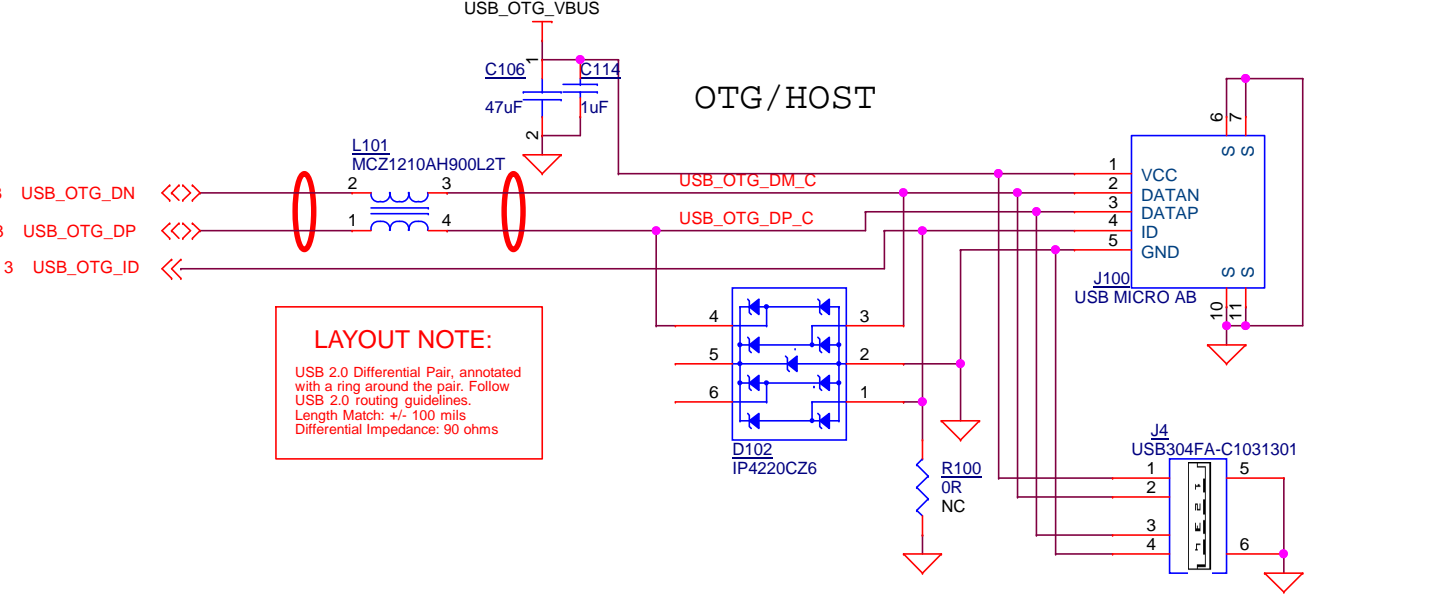 USB_OTG_VBUS
1
C106
C114
47uF
1uF
2
OTG/HOST
L101
MCZ1210AH900L2T
USB_OTG_DN
2
3
USB_OTG_DM_C
USB_OTG_DP
1
4
USB_OTG_DP_C
3 USB_OTG_ID
6
7
S S
1
VCC
2
DATAN
3
DATAP
4
ID
5
GND
S S
J100
USB MICRO AB
10
11
LAYOUT NOTE:
USB 2.0 Differential Pair, annotated
with a ring around the pair. Follow
USB 2.0 routing guidelines.
Length Match: +/- 100 mils
Differential Impedance: 90 ohms
4
3
5
2
6
1
D102
IP4220CZ6
R100
0R
NC
J4
USB304FA-C1031301
1
5
2
3
4
6
1
2
3
4